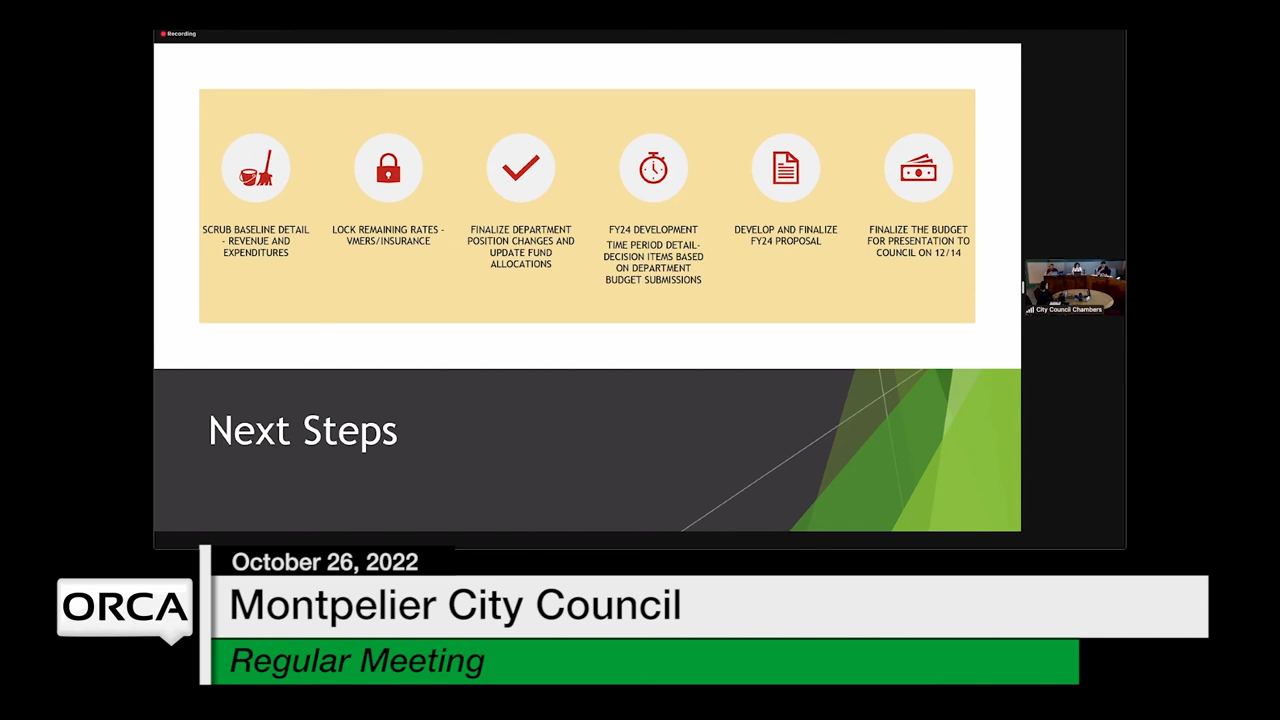 Recording
SCRUB BASELINE DETAIL
- REVENUE AND
EXPENDITURES
LOCK REMAINING RATES -
VMERS/INSURANCE
FINALIZE DEPARTMENT
POSITION CHANGES AND
UPDATE FUND
ALLOCATIONS
FY24 DEVELOPMENT
TIME PERIOD DETAIL-
DECISION ITEMS BASED
ON DEPARTMENT
BUDGET SUBMISSIONS
DEVELOP AND FINALIZE
FY24 PROPOSAL
FINALIZE THE BUDGET
FOR PRESENTATION TO
COUNCIL ON 12/14
City Council Chambers
Next Steps
October 26, 2022
ORCA
Montpelier City Council
Regular Meeting